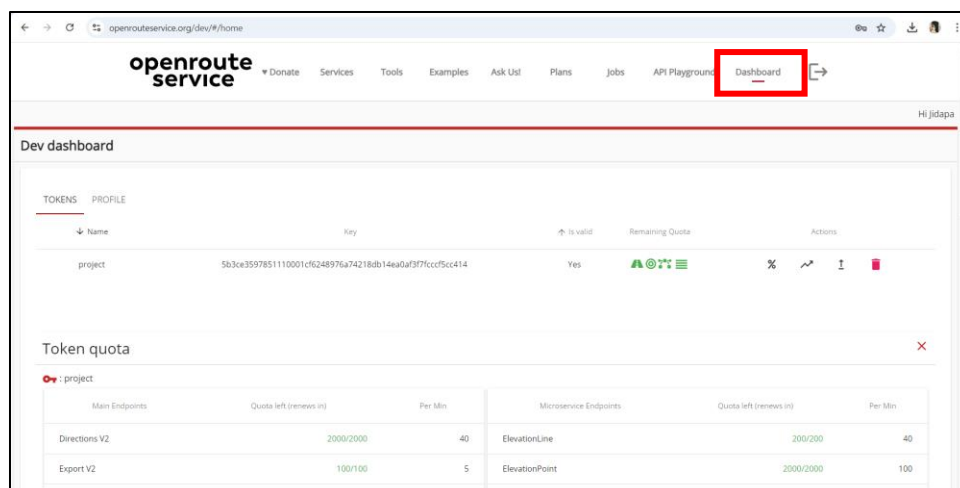 openrouteservice.org/dev/#/home
openroute
service
♥ Donate Services Tools Examples Ask Us! Plans Jobs API Playground Dashboard
Hi Jidapa
Dev dashboard
TOKENS PROFILE
Name Key is valid Remaining Quota Actions
project 5b3ce3597851110001cf6248976a74218db14ea0af3f7fcccf5cc414 Yes %
Token quota
: project
Main Endpoints Quota left (renews in) Per Min Microservice Endpoints Quota left (renews in) Per Min
Directions V2 2000/2000 40 ElevationLine 200/200 40
Export V2 100/100 5 ElevationPoint 2000/2000 100